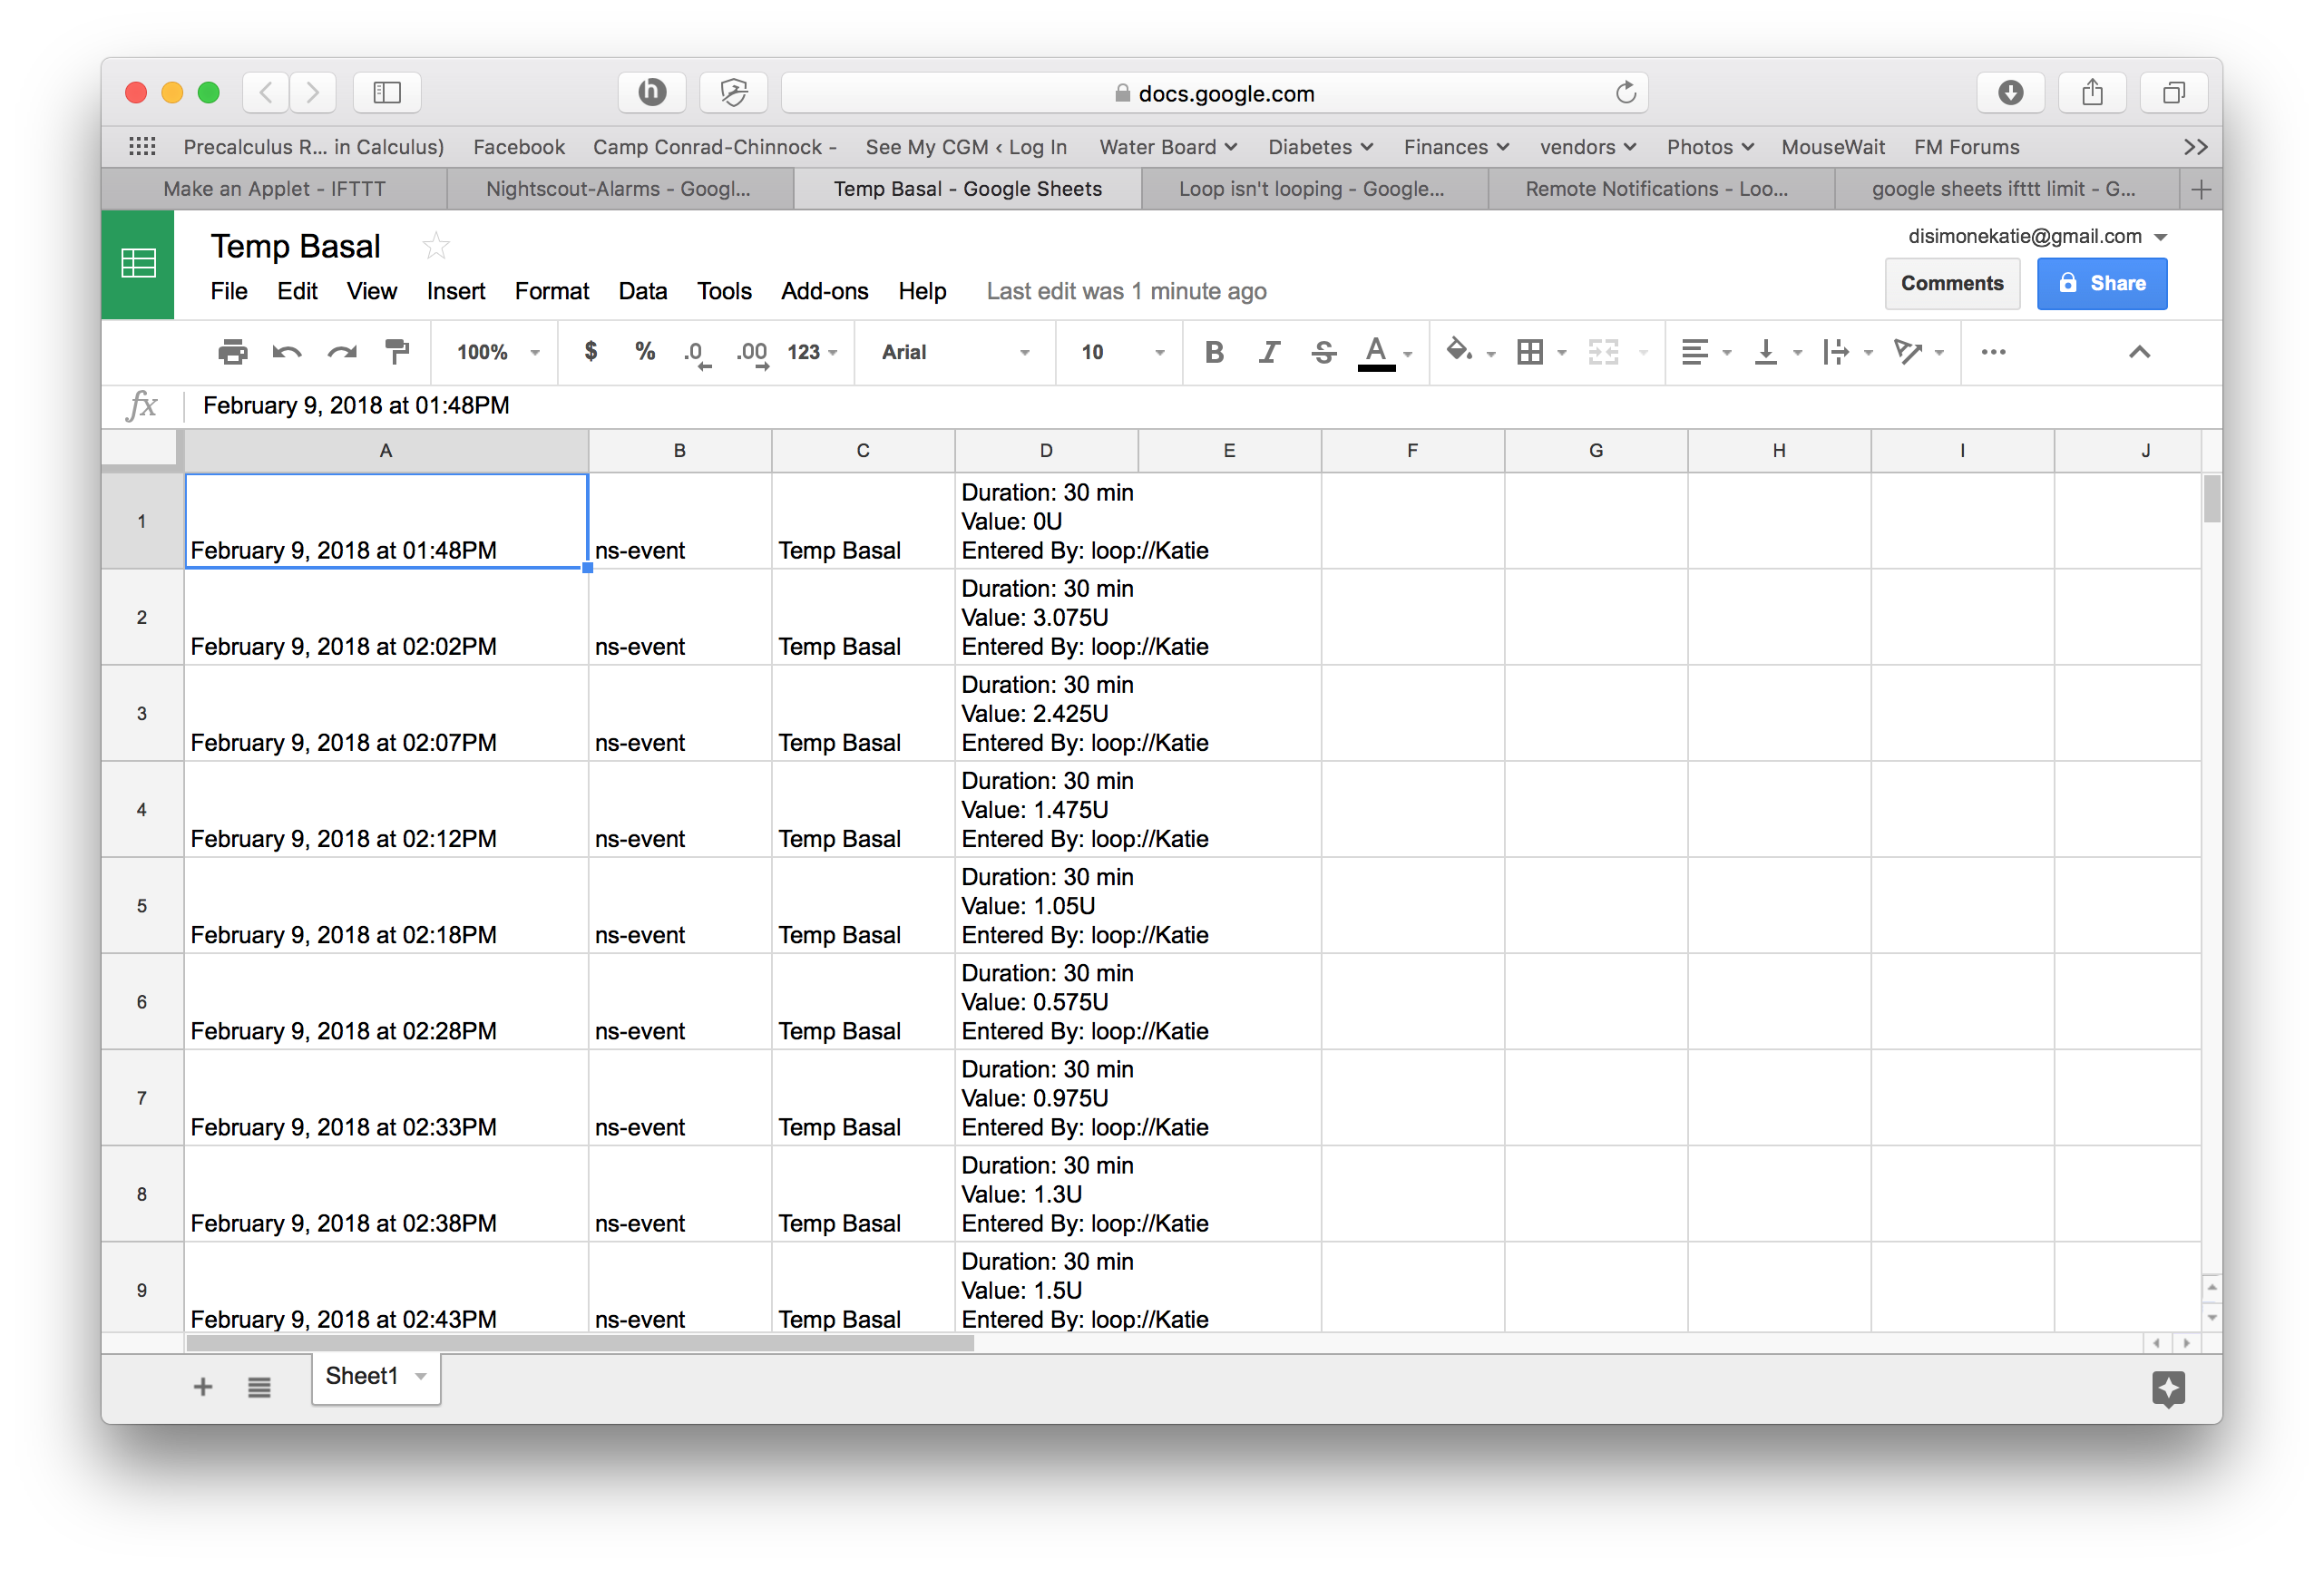 docs.google.com
Precalculus R... in Calculus) Facebook Camp Conrad-Chinnock - See My CGM ‹ Log In Water Board Diabetes Finances vendors Photos MouseWait FM Forums
Make an Applet - IFTTT Nightscout-Alarms - Googl... Temp Basal - Google Sheets Loop isn't looping - Google... Remote Notifications - Loo... google sheets ifttt limit - G...
Temp Basal
disimonekatie@gmail.com
File Edit View Insert Format Data Tools Add-ons Help Last edit was 1 minute ago
Comments Share
100% $ % .0 .00 123 Arial 10 B I S A
fx February 9, 2018 at 01:48PM
A B C D E F G H I J
Duration: 30 min
1 Value: 0U
February 9, 2018 at 01:48PM ns-event Temp Basal Entered By: loop://Katie
Duration: 30 min
2 Value: 3.075U
February 9, 2018 at 02:02PM ns-event Temp Basal Entered By: loop://Katie
Duration: 30 min
3 Value: 2.425U
February 9, 2018 at 02:07PM ns-event Temp Basal Entered By: loop://Katie
Duration: 30 min
4 Value: 1.475U
February 9, 2018 at 02:12PM ns-event Temp Basal Entered By: loop://Katie
Duration: 30 min
5 Value: 1.05U
February 9, 2018 at 02:18PM ns-event Temp Basal Entered By: loop://Katie
Duration: 30 min
6 Value: 0.575U
February 9, 2018 at 02:28PM ns-event Temp Basal Entered By: loop://Katie
Duration: 30 min
7 Value: 0.975U
February 9, 2018 at 02:33PM ns-event Temp Basal Entered By: loop://Katie
Duration: 30 min
8 Value: 1.3U
February 9, 2018 at 02:38PM ns-event Temp Basal Entered By: loop://Katie
Duration: 30 min
9 Value: 1.5U
February 9, 2018 at 02:43PM ns-event Temp Basal Entered By: loop://Katie
Sheet1